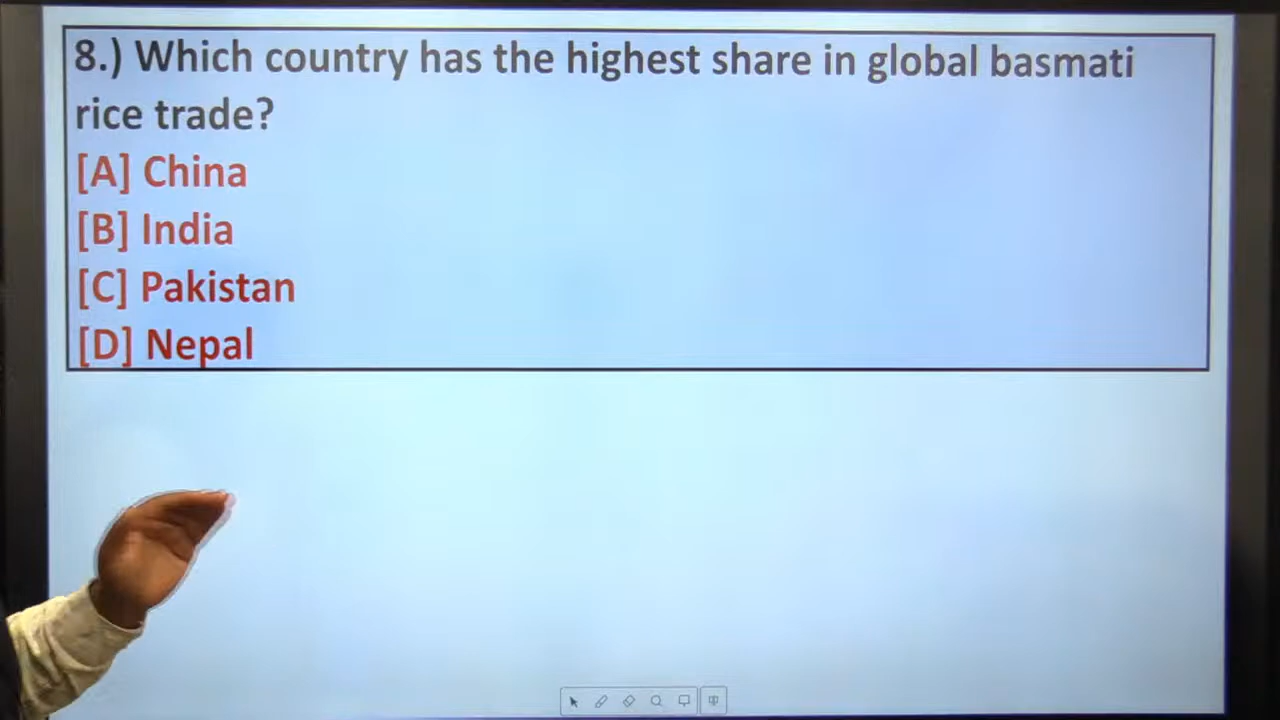 8.) Which country has the highest share in global basmati
rice trade?
[A] China
[B] India
[C] Pakistan
[D] Nepal